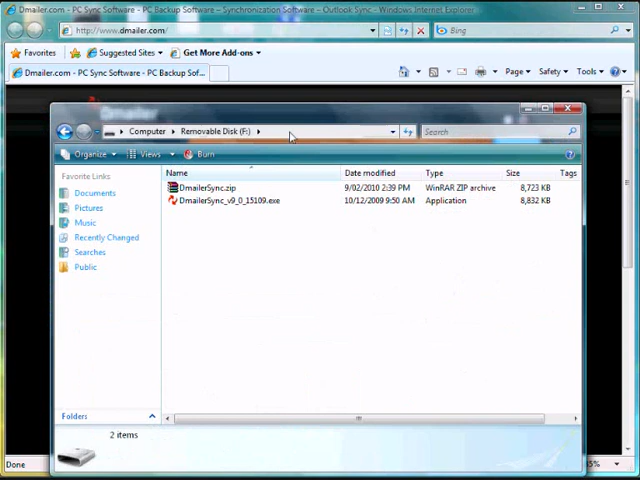 Dmailer.com - PC Sync Software - PC Backup Software – Synchronization Software – Outlook Sync - Windows Internet Explorer
http://www.dmailer.com/
Bing
Favorites Suggested Sites Get More Add-ons
Dmailer.com - PC Sync Software - PC Backup Sof...
Page Safety Tools
Dmailer
Computer Removable Disk (F:) Search
Organize Views Burn
Favorite Links
Documents
Pictures
Music
Recently Changed
Searches
Public
Folders
Name Date modified Type Size Tags
DmailerSync.zip 9/02/2010 2:39 PM WinRAR ZIP archive 8,723 KB
DmailerSync_v9_0_15109.exe 10/12/2009 9:50 AM Application 8,832 KB
2 items
Done